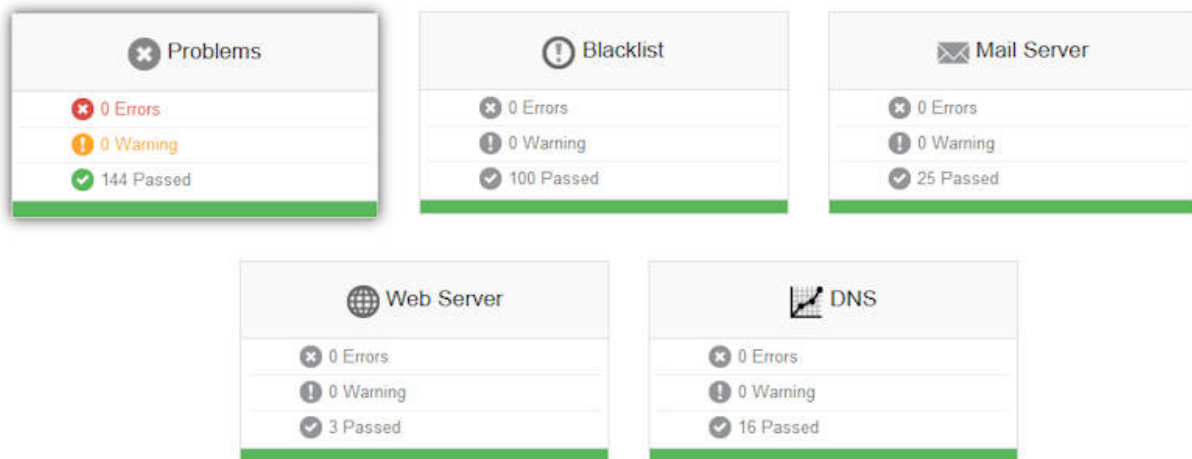 Problems
0 Errors
0 Warning
144 Passed
Blacklist
0 Errors
0 Warning
100 Passed
Mail Server
0 Errors
0 Warning
25 Passed
Web Server
0 Errors
0 Warning
3 Passed
DNS
0 Errors
0 Warning
16 Passed